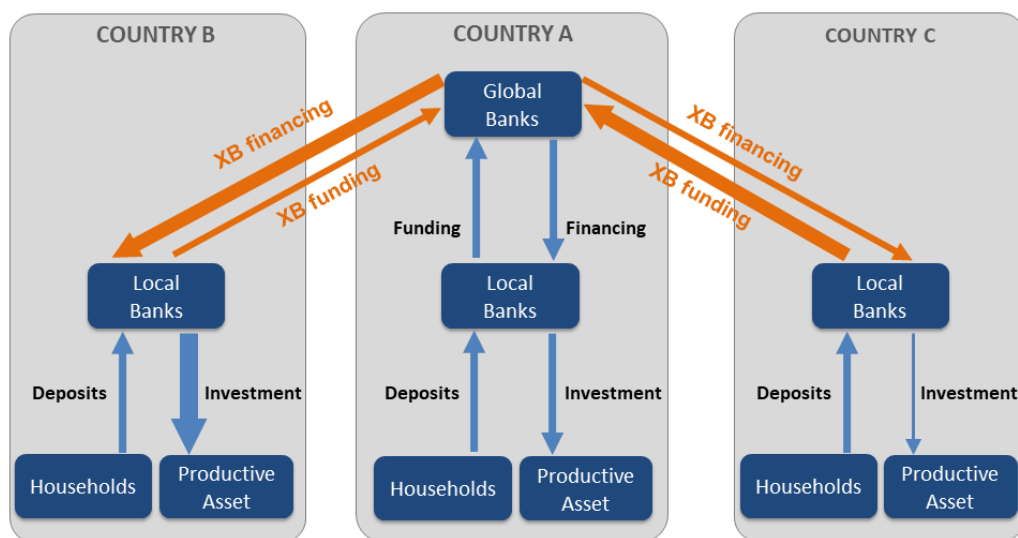 COUNTRY B
XB financing
XB funding
Local
Banks
Deposits
Investment
Households
Productive
Asset
COUNTRY A
Global
Banks
Funding
Financing
Local
Banks
Deposits
Investment
Households
Productive
Asset
COUNTRY C
XB financing
XB funding
Local
Banks
Deposits
Investment
Households
Productive
Asset